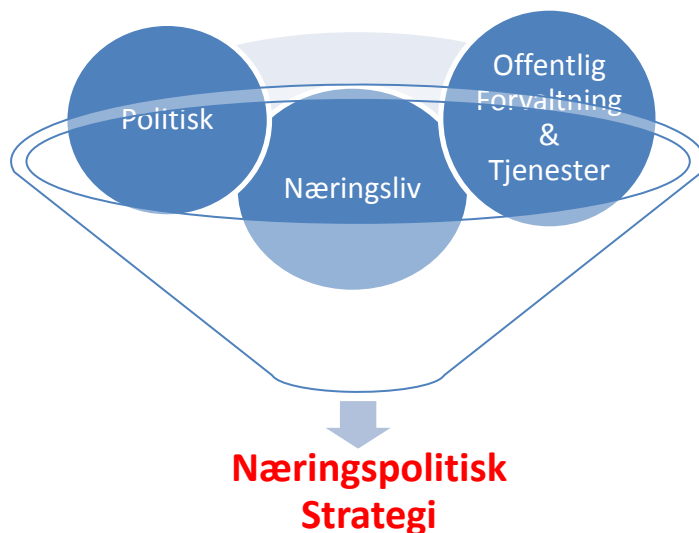 Politisk
Offentlig
Forvaltning
&
Tjenester
Næringsliv
Næringspolitisk
Strategi